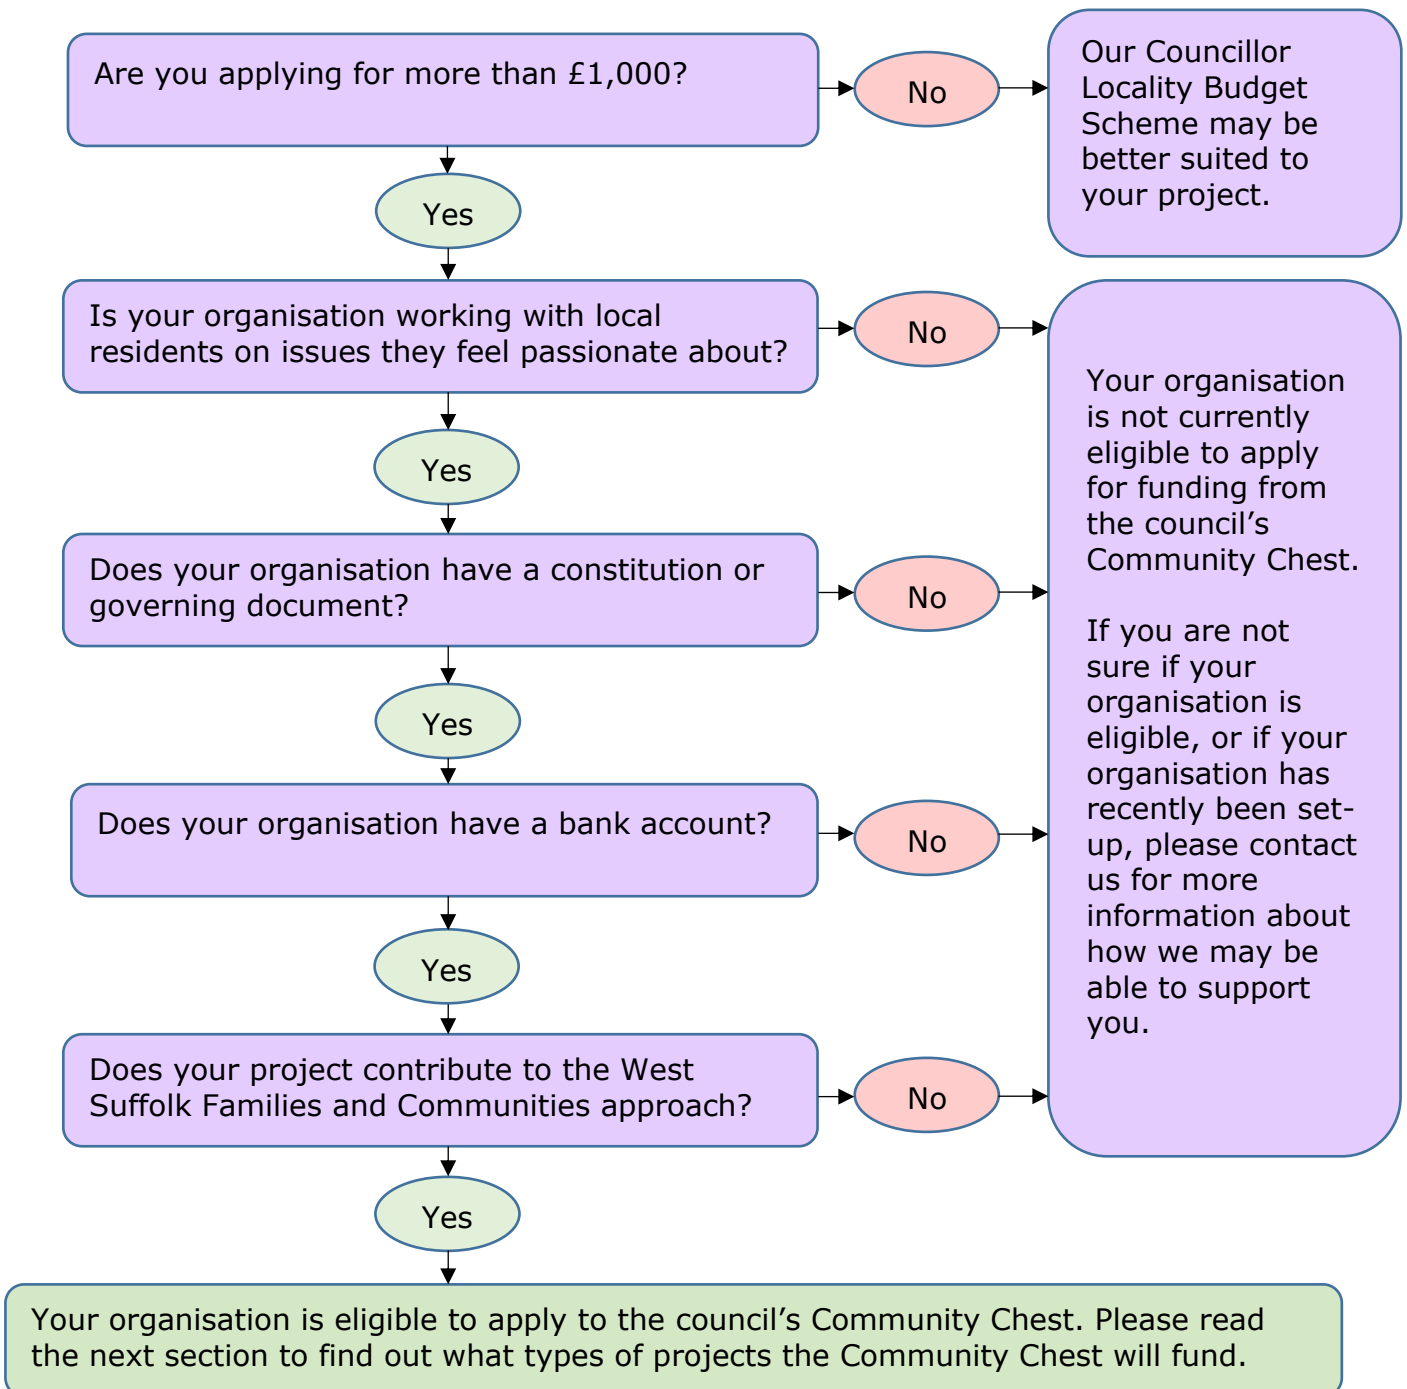 Are you applying for more than £1,000?
No
Our Councillor
Locality Budget
Scheme may be
better suited to
your project.
Yes
Is your organisation working with local
residents on issues they feel passionate about?
No
Yes
Does your organisation have a constitution or
governing document?
No
Yes
Does your organisation have a bank account?
No
Yes
Does your project contribute to the West
Suffolk Families and Communities approach?
No
Your organisation
is not currently
eligible to apply
for funding from
the council’s
Community Chest.
If you are not
sure if your
organisation is
eligible, or if your
organisation has
recently been set-
up, please contact
us for more
information about
how we may be
able to support
you.
Yes
Your organisation is eligible to apply to the council’s Community Chest. Please read
the next section to find out what types of projects the Community Chest will fund.